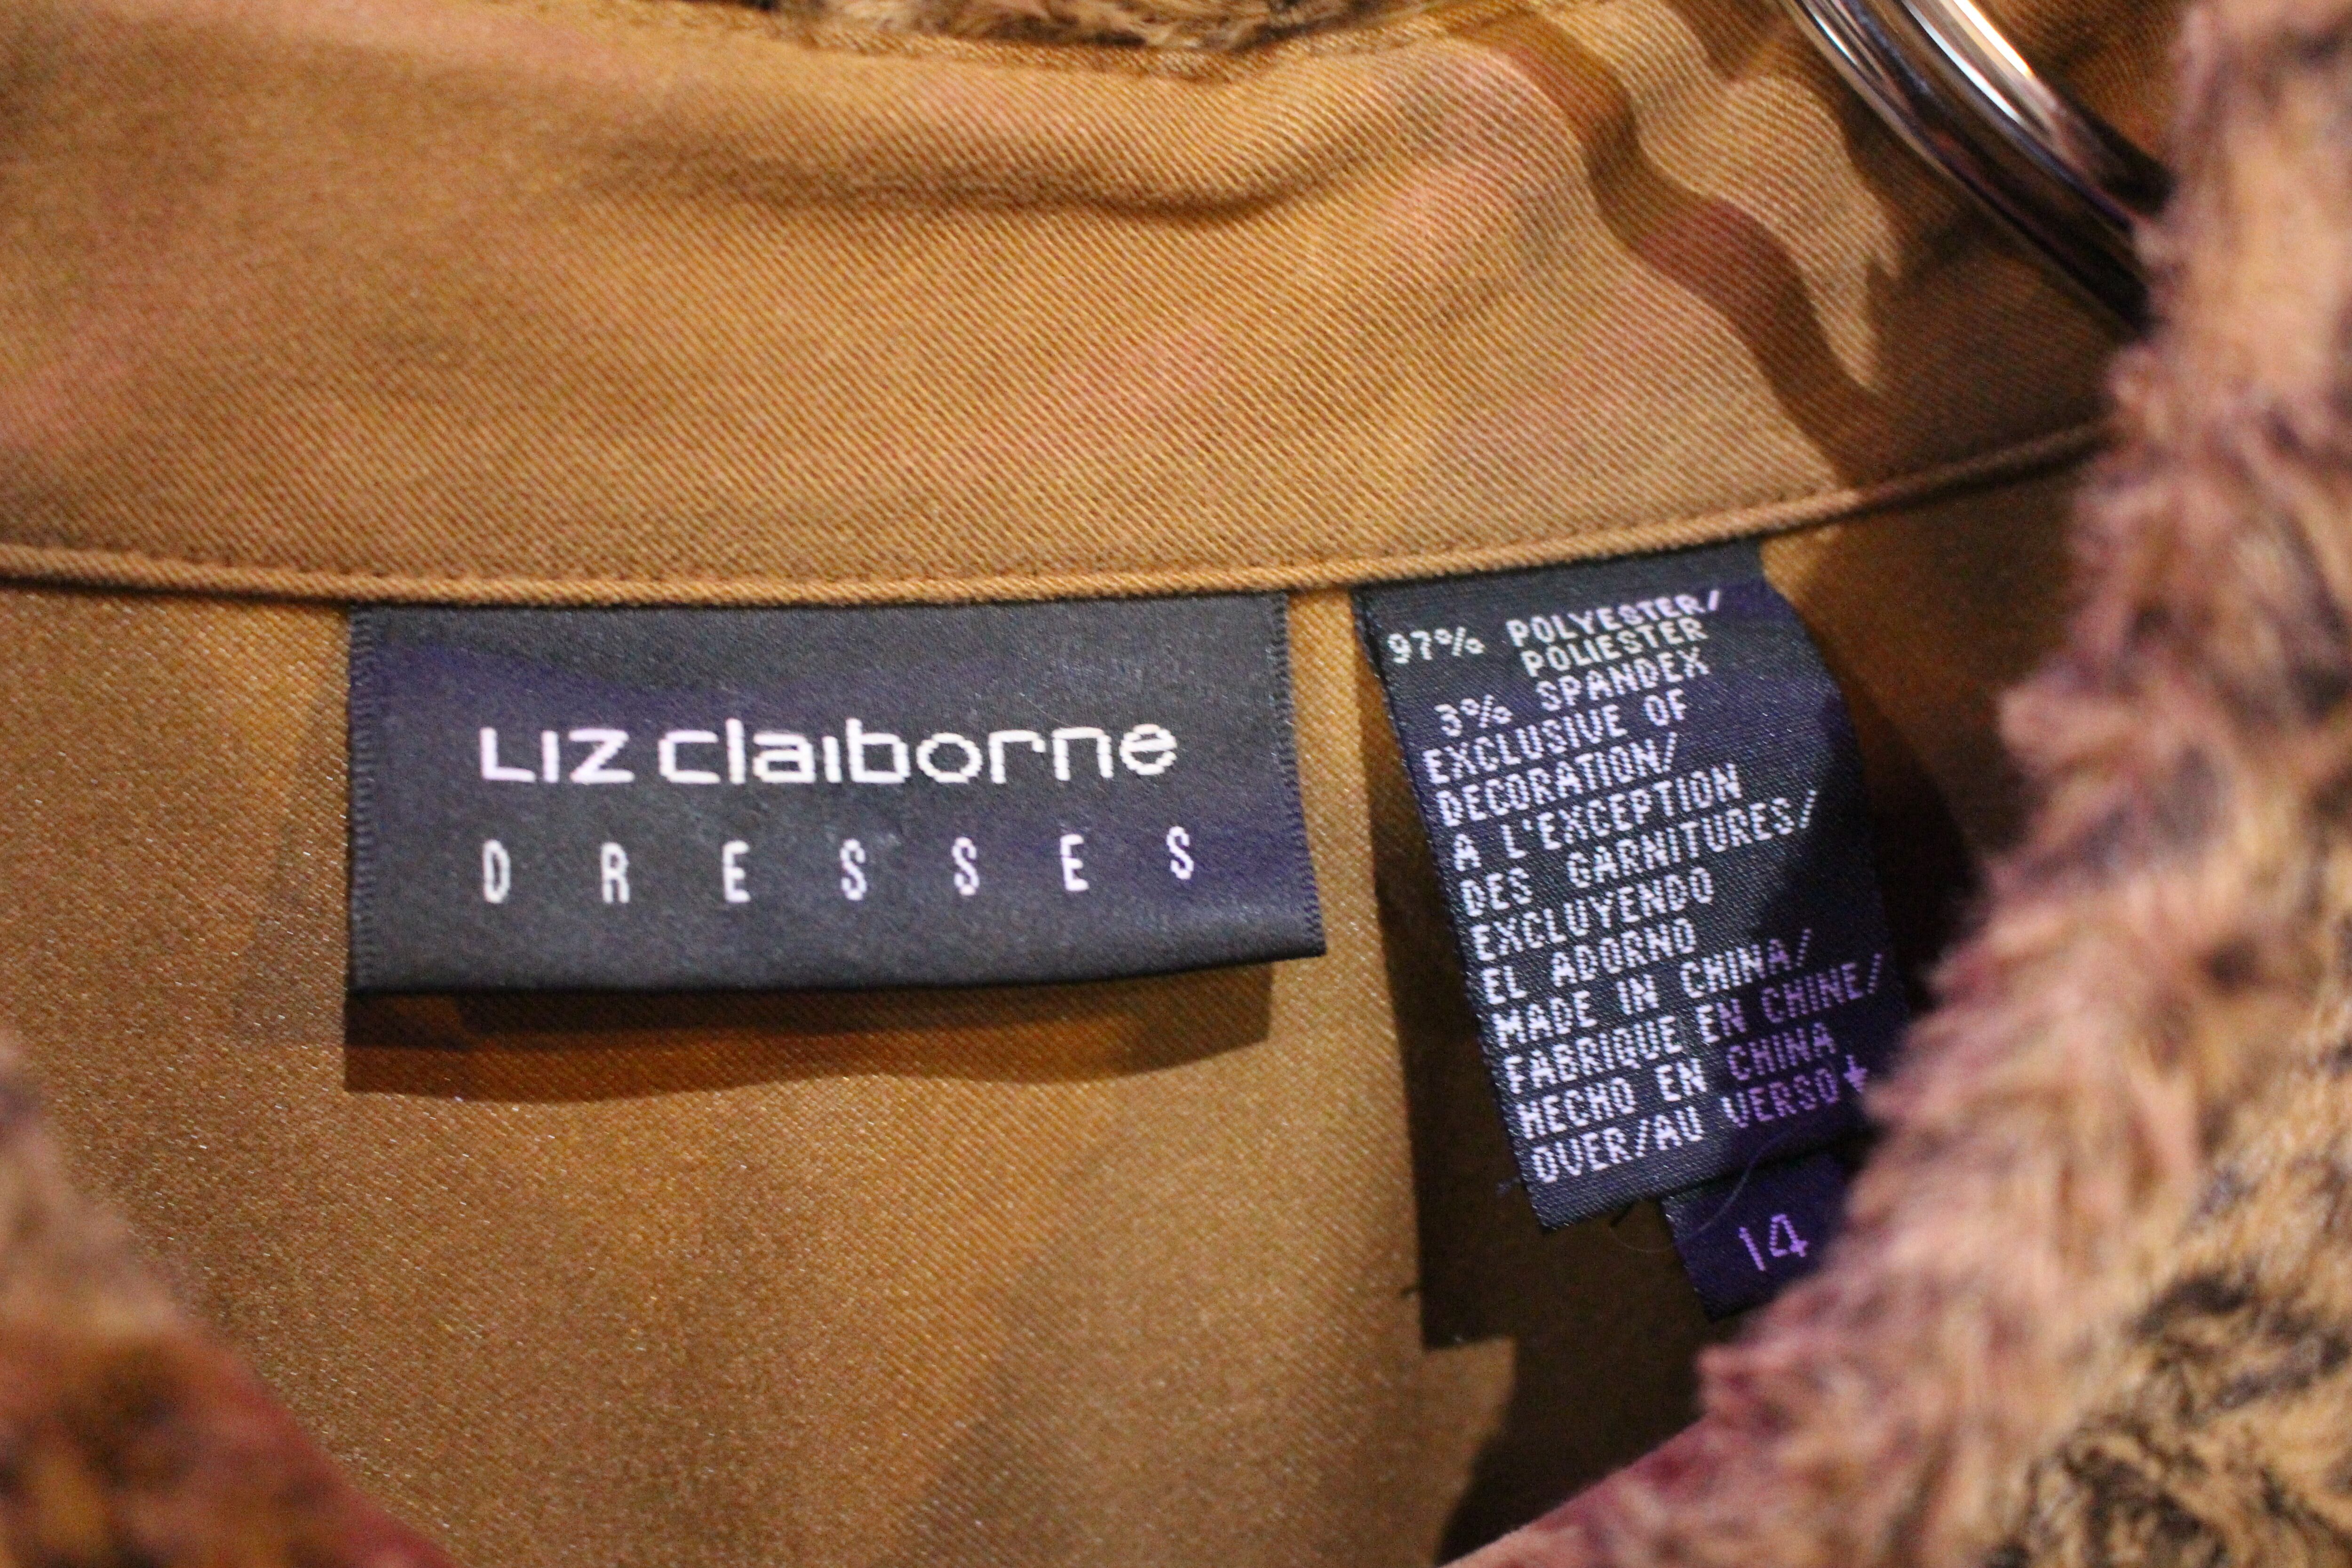 LIZ claiborne
DRESSES
97% POLYESTER/
POLIESTER
3% SPANDEX
EXCLUSIVE OF
DECORATION/
A L'EXCEPTION
DES GARNITURES/
EXCLUYENDO
EL ADORNO
MADE IN CHINA/
FABRIQUE EN CHINE/
HECHO EN CHINA
OVER/AU VERSO
14